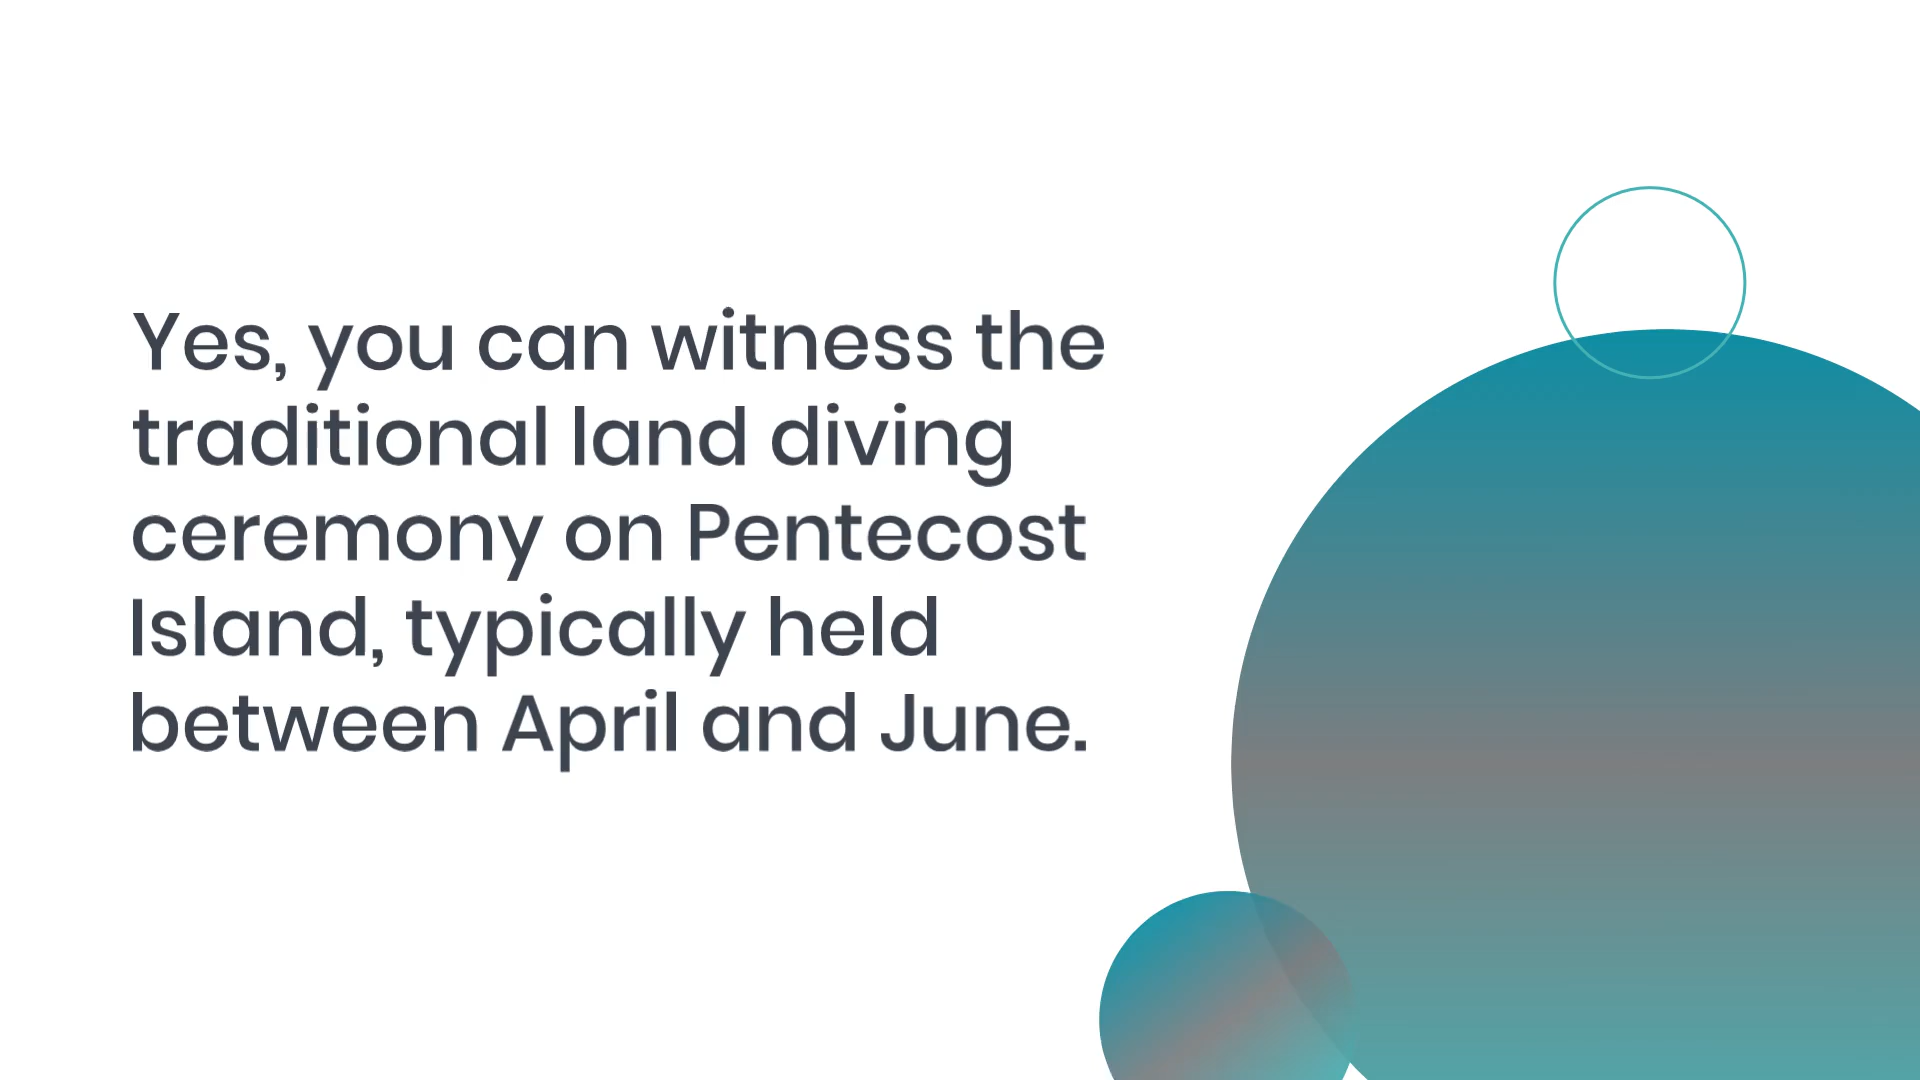 Yes, you can witness the
traditional land diving
ceremony on Pentecost
Island, typically held
between April and June.